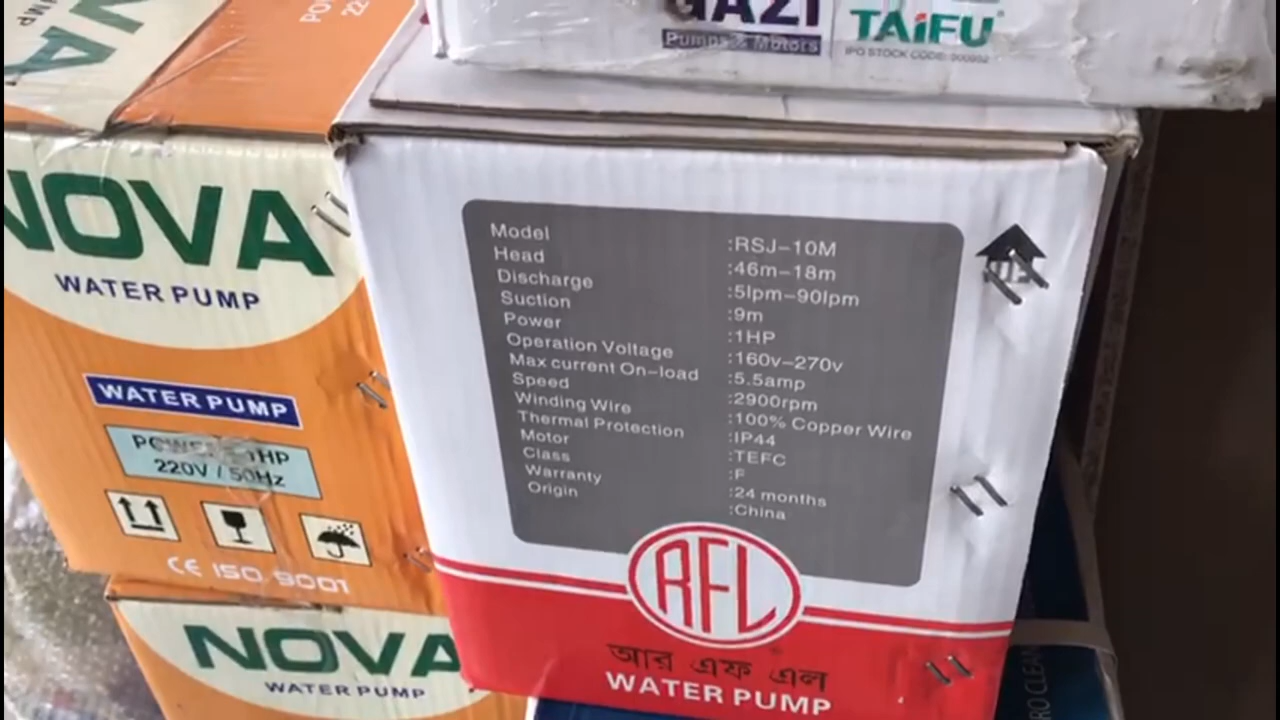 GAZI
Pumps & Motors
TAiFU
IPO STOCK CODE: 900992
NOVA
WATER PUMP
WATER PUMP
POWER: 1HP
220V / 50Hz
CE ISO 9001
NOVA
WATER PUMP
Model :RSJ-10M
Head :46m-18m
Discharge :5lpm-90lpm
Suction :9m
Power :1HP
Operation Voltage :160v-270v
Max current On-load :5.5amp
Speed :2900rpm
Winding Wire :100% Copper Wire
Thermal Protection :IP44
Motor :TEFC
Class :F
Warranty :24 months
Origin :China
RFL
আর এফ এল
WATER PUMP